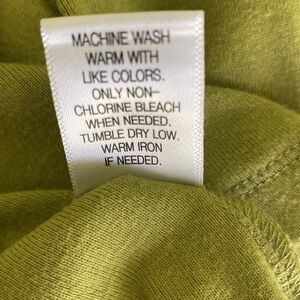 MACHINE WASH
WARM WITH
LIKE COLORS.
ONLY NON-
CHLORINE BLEACH
WHEN NEEDED.
TUMBLE DRY LOW.
WARM IRON
IF NEEDED.